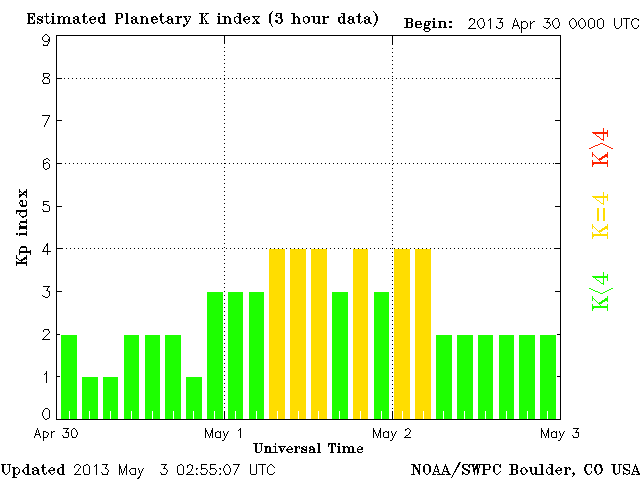 Estimated Planetary K index (3 hour data) Begin: 2013 Apr 30 0000 UTC
9
8
7
6
5
4
3
2
1
0
Kp index
K>4
K=4
K<4
Apr 30 May 1 May 2 May 3
Universal Time
Updated 2013 May 3 02:55:07 UTC NOAA/SWPC Boulder, CO USA